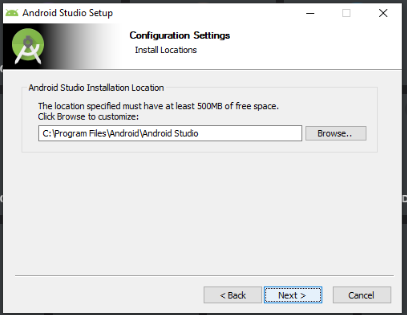 Android Studio Setup
Configuration Settings
Install Locations
Android Studio Installation Location
The location specified must have at least 500MB of free space.
Click Browse to customize:
C:\Program Files\Android\Android Studio
Browse..
< Back
Next >
Cancel